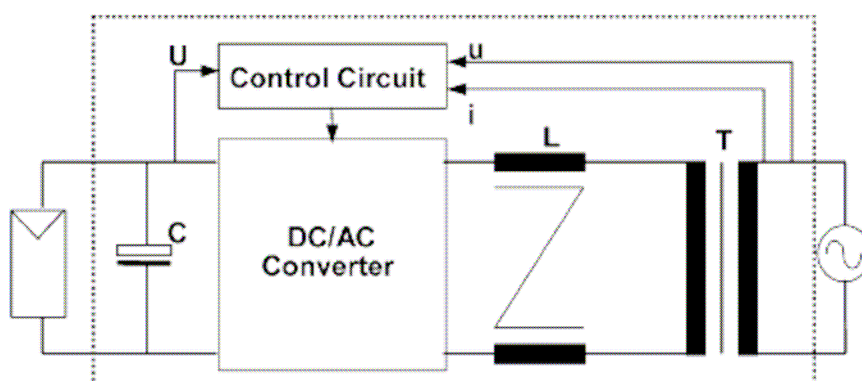 U
Control Circuit
u
i
L
T
C
DC/AC
Converter